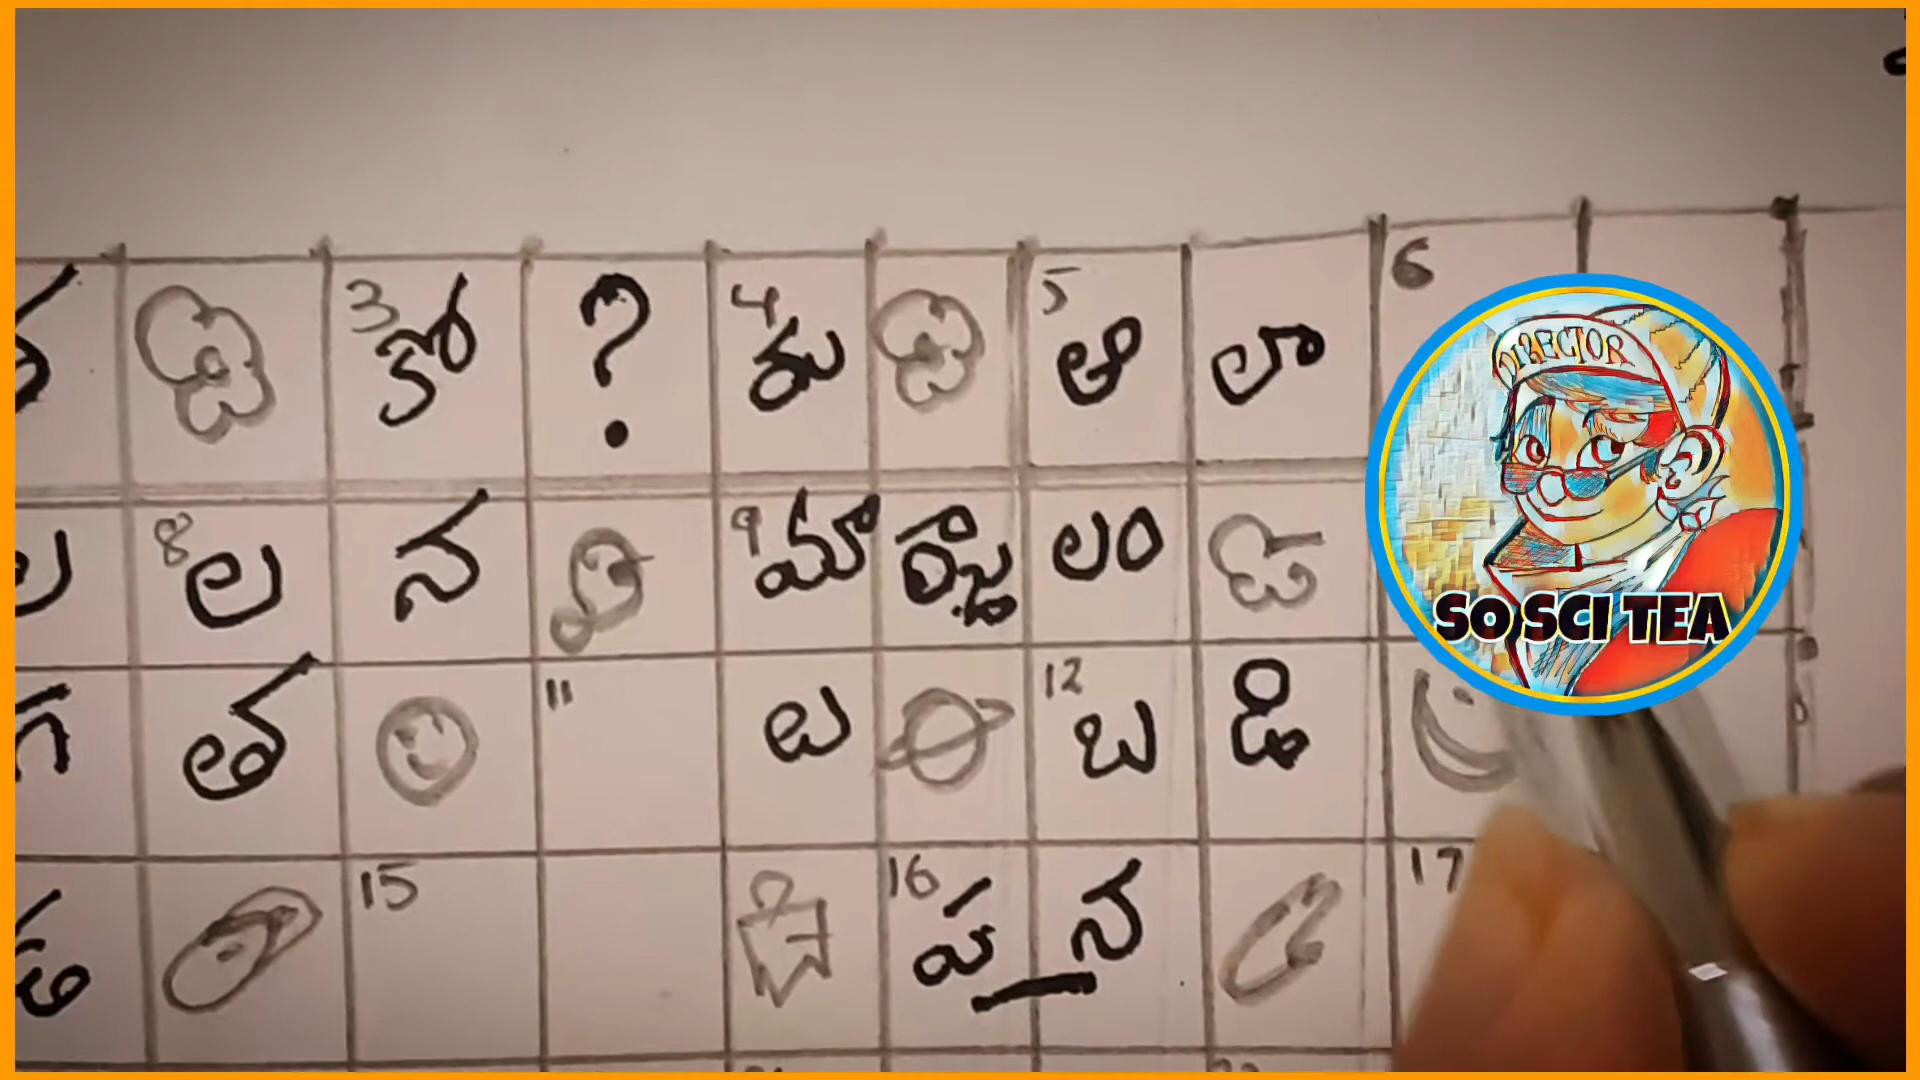 3 కో ? 4 రు 5 ఆ లా 6
ల 8 ల న 9 మా ర్జా లం
గ త 11 ఋ 12 బ డి
15 16 ప న 17
DIRECTOR
SO SCI TEA